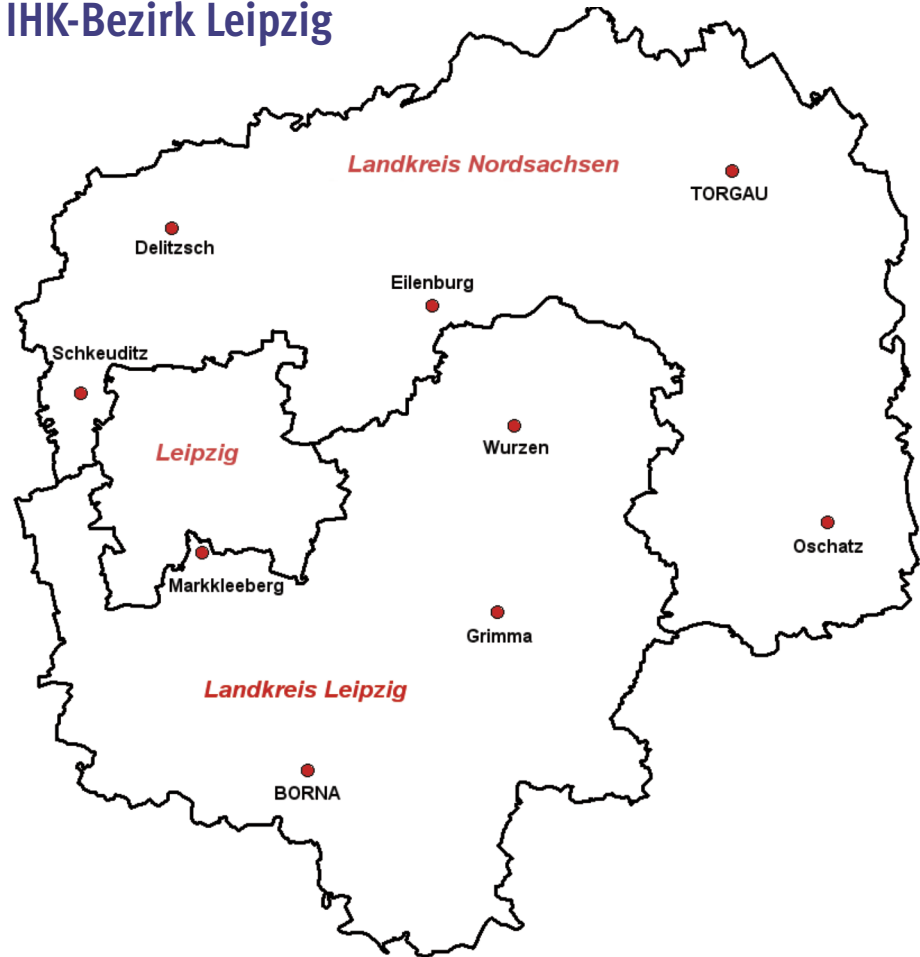 IHK-Bezirk Leipzig
Landkreis Nordsachsen
TORGAU
Delitzsch
Eilenburg
Schkeuditz
Wurzen
Leipzig
Oschatz
Markkleeberg
Grimma
Landkreis Leipzig
BORNA